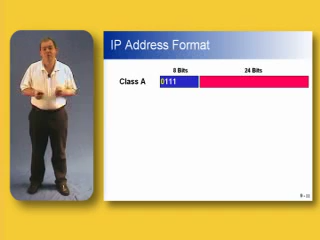 IP Address Format
8 Bits 24 Bits
Class A 0111